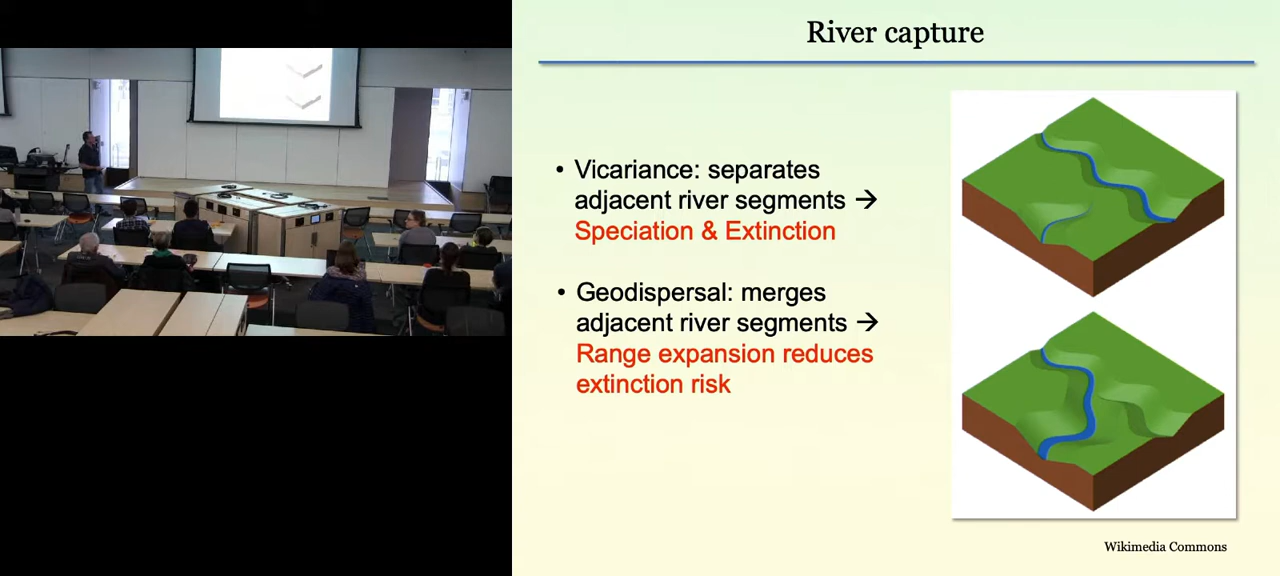 River capture
• Vicariance: separates
adjacent river segments →
Speciation & Extinction
• Geodispersal: merges
adjacent river segments →
Range expansion reduces
extinction risk
Wikimedia Commons